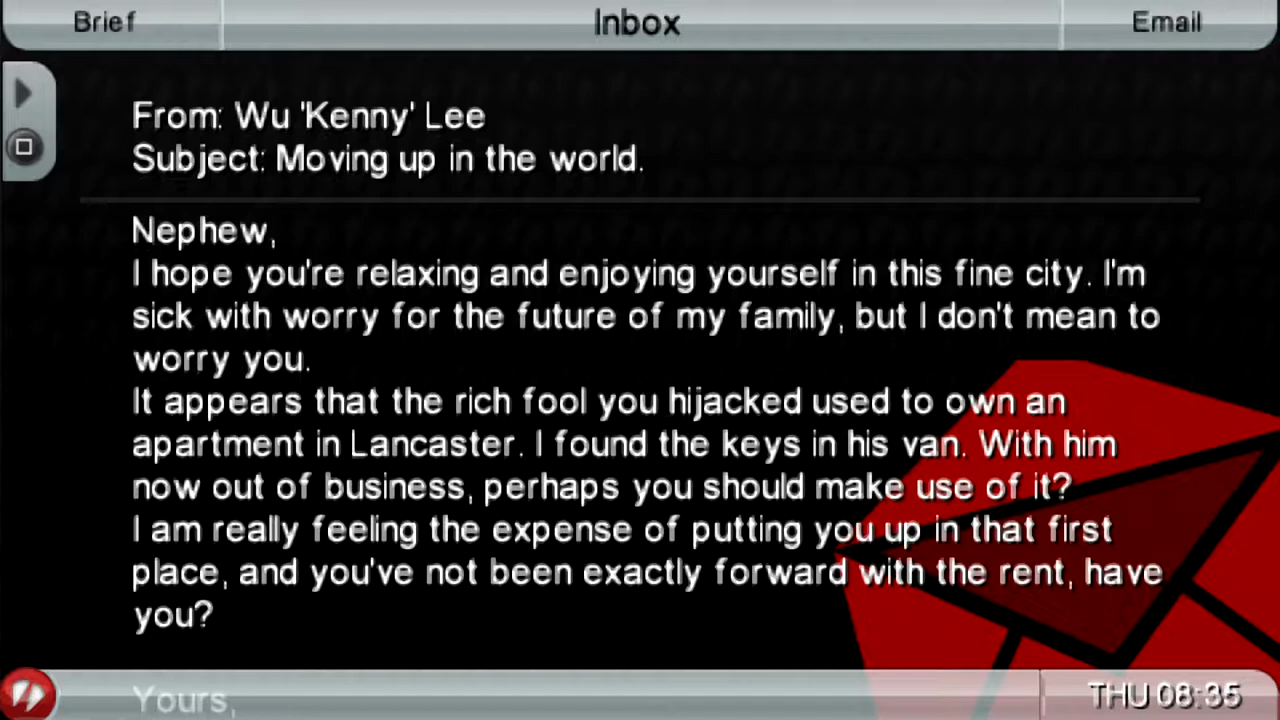 Brief
Inbox
Email
From: Wu 'Kenny' Lee
Subject: Moving up in the world.
Nephew,
I hope you're relaxing and enjoying yourself in this fine city. I'm
sick with worry for the future of my family, but I don't mean to
worry you.
It appears that the rich fool you hijacked used to own an
apartment in Lancaster. I found the keys in his van. With him
now out of business, perhaps you should make use of it?
I am really feeling the expense of putting you up in that first
place, and you've not been exactly forward with the rent, have
you?
Yours,
THU 08:35